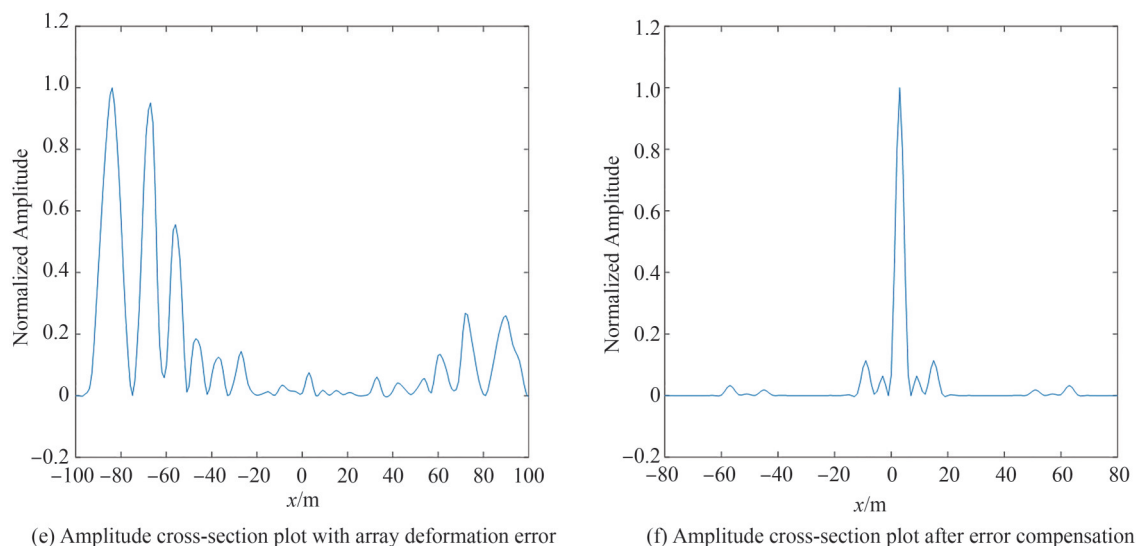 1.2
1.0
0.8
0.6
0.4
0.2
0
−0.2
Normalized Amplitude
−100 −80 −60 −40 −20 0 20 40 60 80 100
x/m
(e) Amplitude cross-section plot with array deformation error
1.2
1.0
0.8
0.6
0.4
0.2
0
−0.2
Normalized Amplitude
−80 −60 −40 −20 0 20 40 60 80
x/m
(f) Amplitude cross-section plot after error compensation